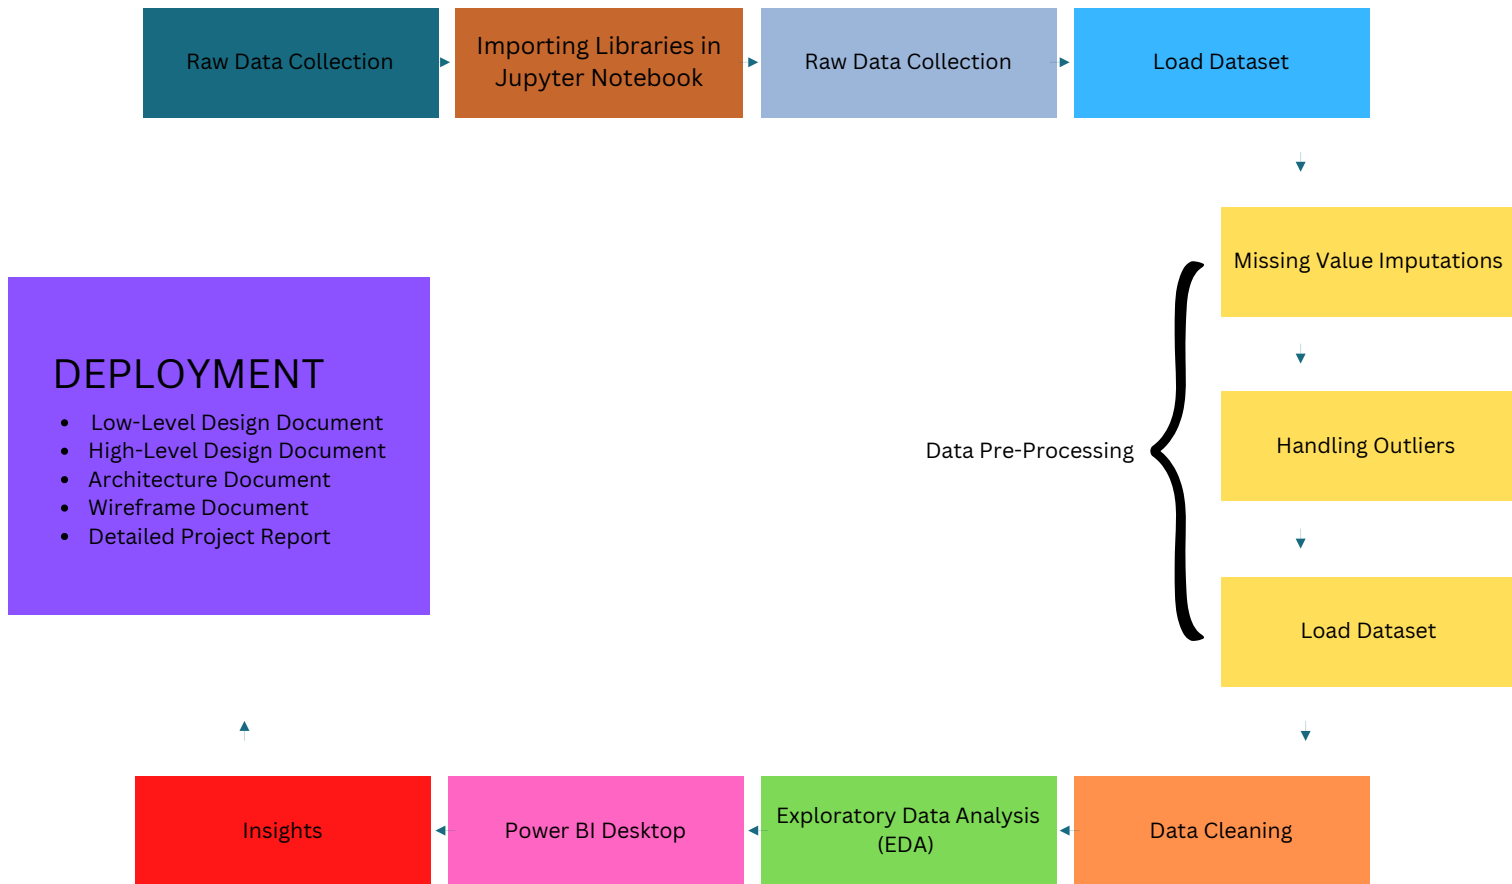 Raw Data Collection
Importing Libraries in
Jupyter Notebook
Raw Data Collection
Load Dataset
Missing Value Imputations
Handling Outliers
Data Pre-Processing
Load Dataset
Data Cleaning
Exploratory Data Analysis
(EDA)
Power BI Desktop
Insights
DEPLOYMENT
• Low-Level Design Document
• High-Level Design Document
• Architecture Document
• Wireframe Document
• Detailed Project Report